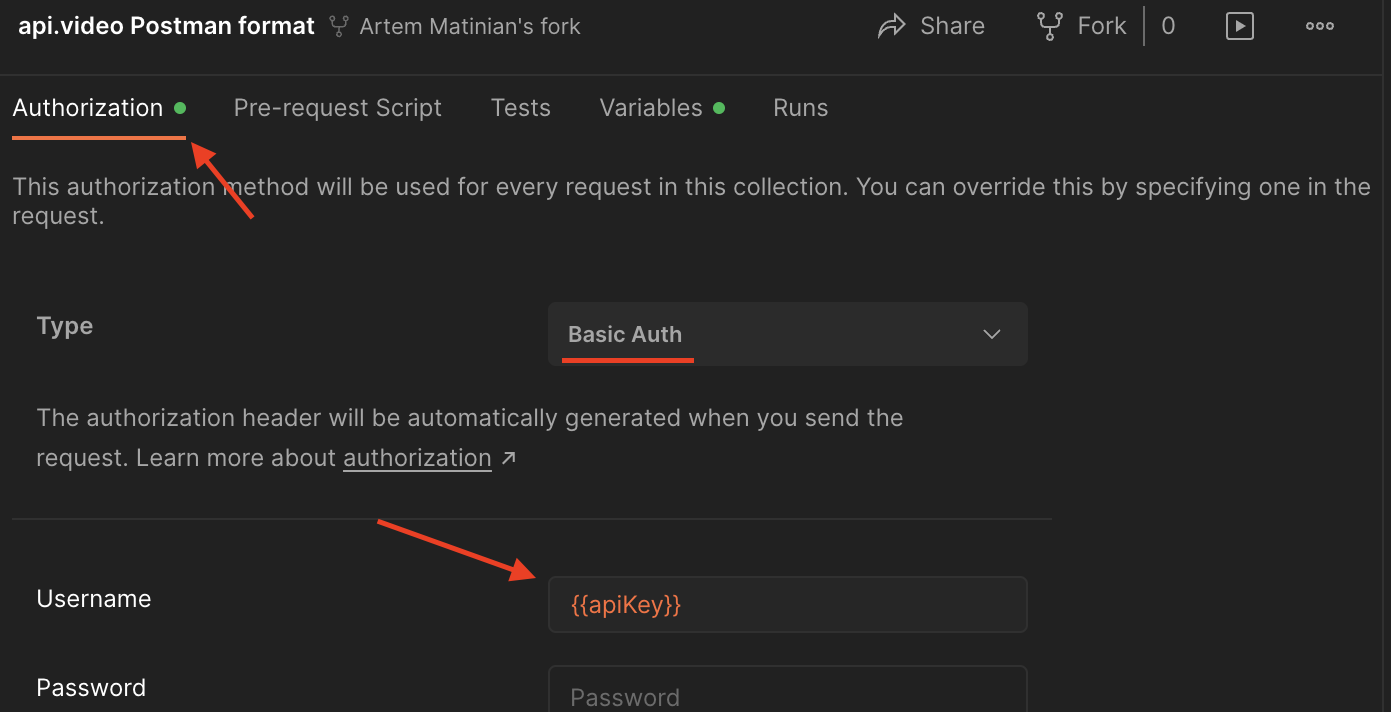 api.video Postman format Artem Matinian's fork Share Fork 0
Authorization Pre-request Script Tests Variables Runs
This authorization method will be used for every request in this collection. You can override this by specifying one in the
request.
Type Basic Auth
The authorization header will be automatically generated when you send the
request. Learn more about authorization
Username {{apiKey}}
Password Password